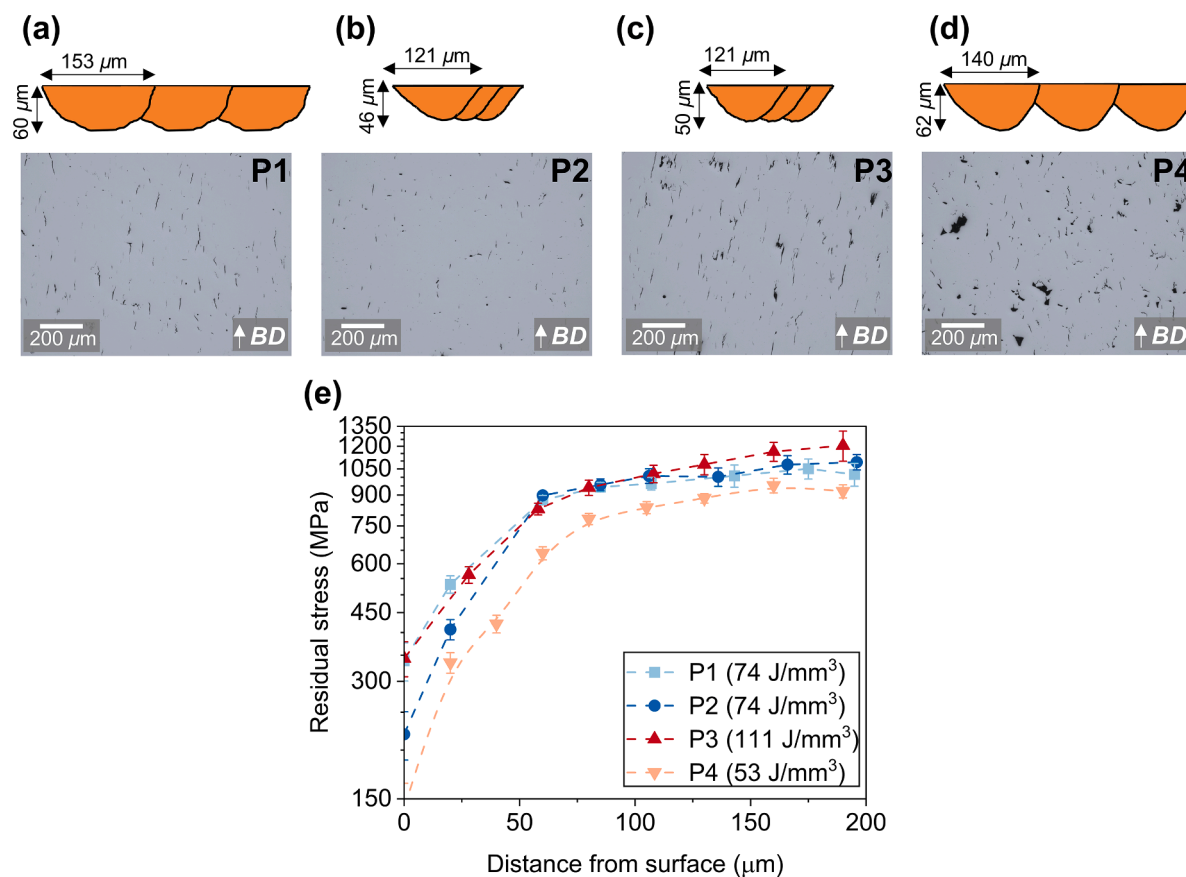 (a)
(b)
(c)
(d)
153 µm
121 µm
121 µm
140 µm
60 µm
46 µm
50 µm
62 µm
P1
P2
P3
P4
200 µm
BD
200 µm
BD
200 µm
BD
200 µm
BD
(e)
Residual stress (MPa)
1350
1200
1050
900
750
600
450
300
150
P1 (74 J/mm³)
P2 (74 J/mm³)
P3 (111 J/mm³)
P4 (53 J/mm³)
0 50 100 150 200
Distance from surface (µm)